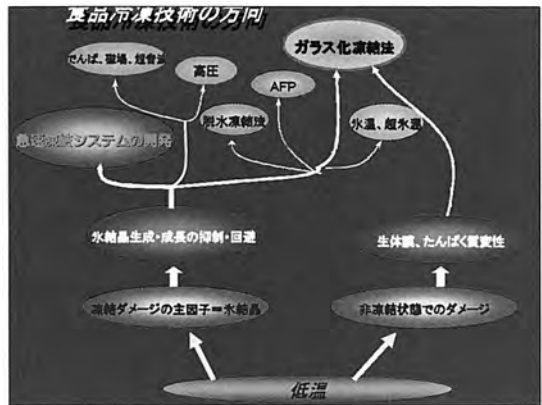 食品冷凍技術の方向
ガラス化凍結法
でんぱ、磁場、超音波
高圧
AFP
急速凍結システムの開発
脱水凍結法
氷温、超氷温
氷結晶生成・成長の抑制・回避
生体膜、たんぱく質変性
凍結ダメージの主因子＝氷結晶
非凍結状態でのダメージ
低温